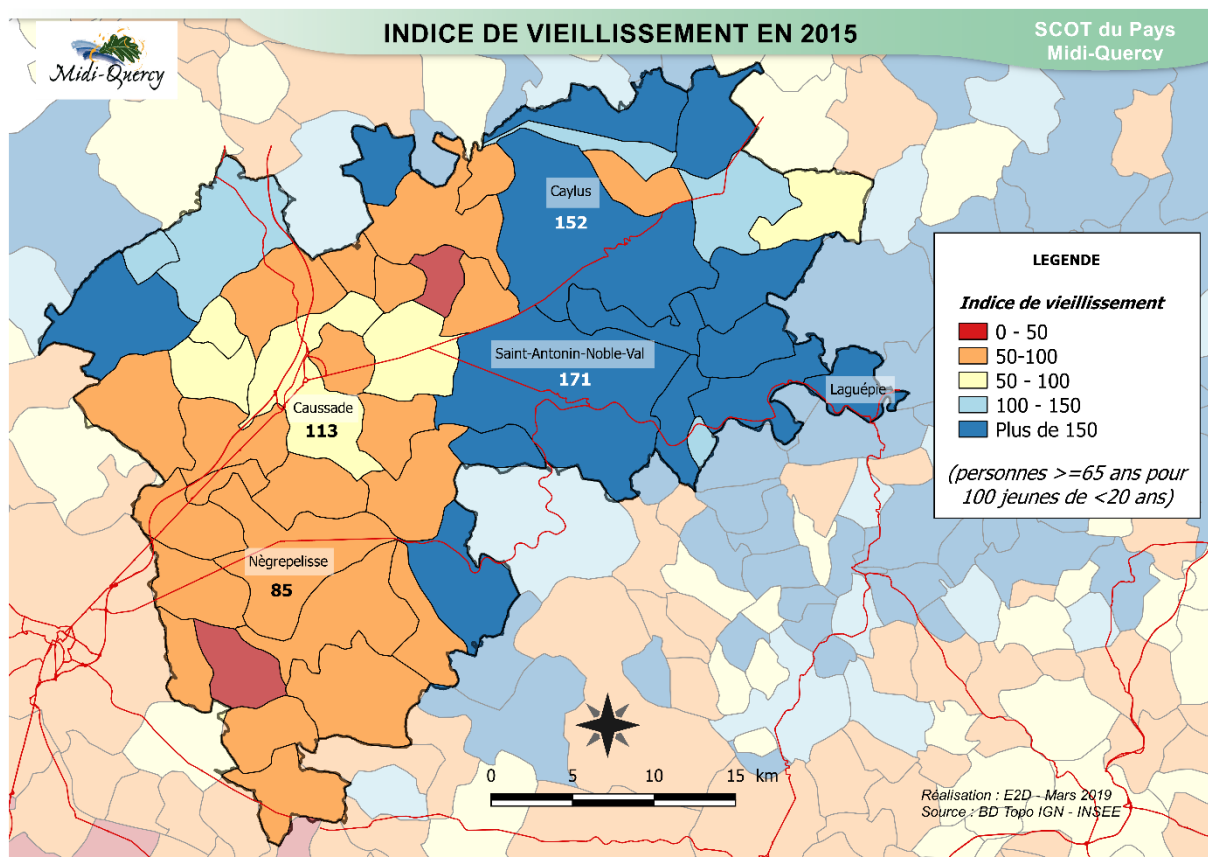 INDICE DE VIEILLISSEMENT EN 2015
SCOT du Pays
Midi-Quercy
Midi-Quercy
Caylus
152
Saint-Antonin-Noble-Val
171
Laguépie
Caussade
113
Nègrepelisse
85
LEGENDE
Indice de vieillissement
0 - 50
50-100
50 - 100
100 - 150
Plus de 150
(personnes >=65 ans pour
100 jeunes de <20 ans)
0 5 10 15 km
Réalisation : E2D - Mars 2019
Source : BD Topo IGN - INSEE